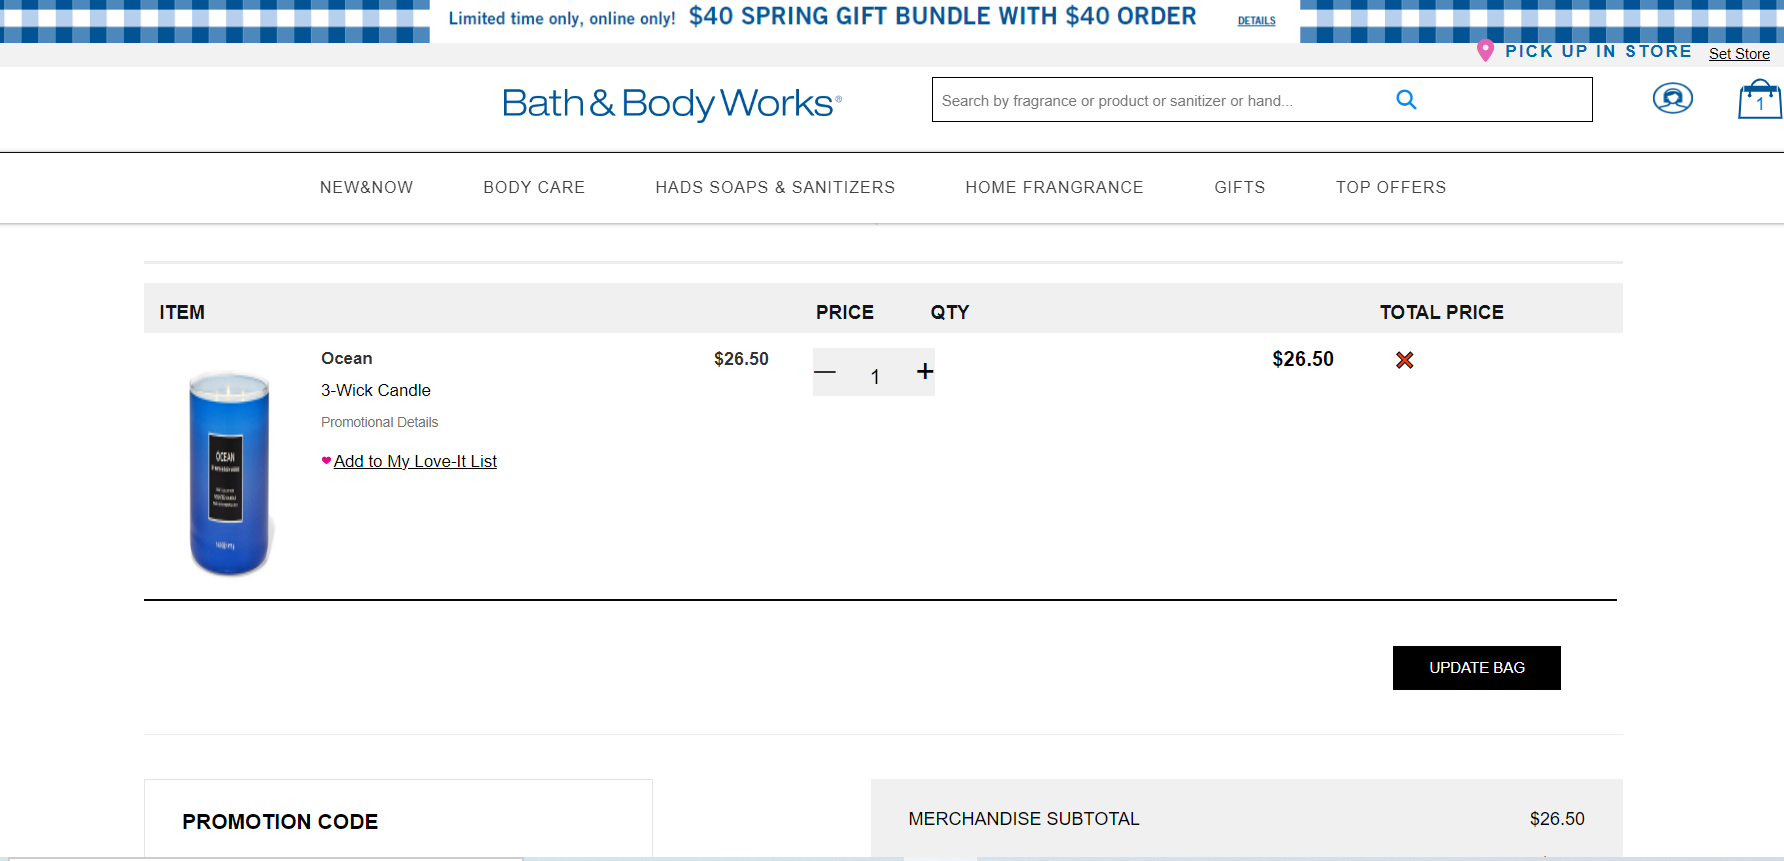 Limited time only, online only! $40 SPRING GIFT BUNDLE WITH $40 ORDER DETAILS
PICK UP IN STORE Set Store
Bath & Body Works®
Search by fragrance or product or sanitizer or hand...
1
NEW&NOW BODY CARE HADS SOAPS & SANITIZERS HOME FRANGRANCE GIFTS TOP OFFERS
ITEM PRICE QTY TOTAL PRICE
Ocean $26.50 — 1 + $26.50
3-Wick Candle
Promotional Details
Add to My Love-It List
OCEAN
UPDATE BAG
PROMOTION CODE
MERCHANDISE SUBTOTAL $26.50